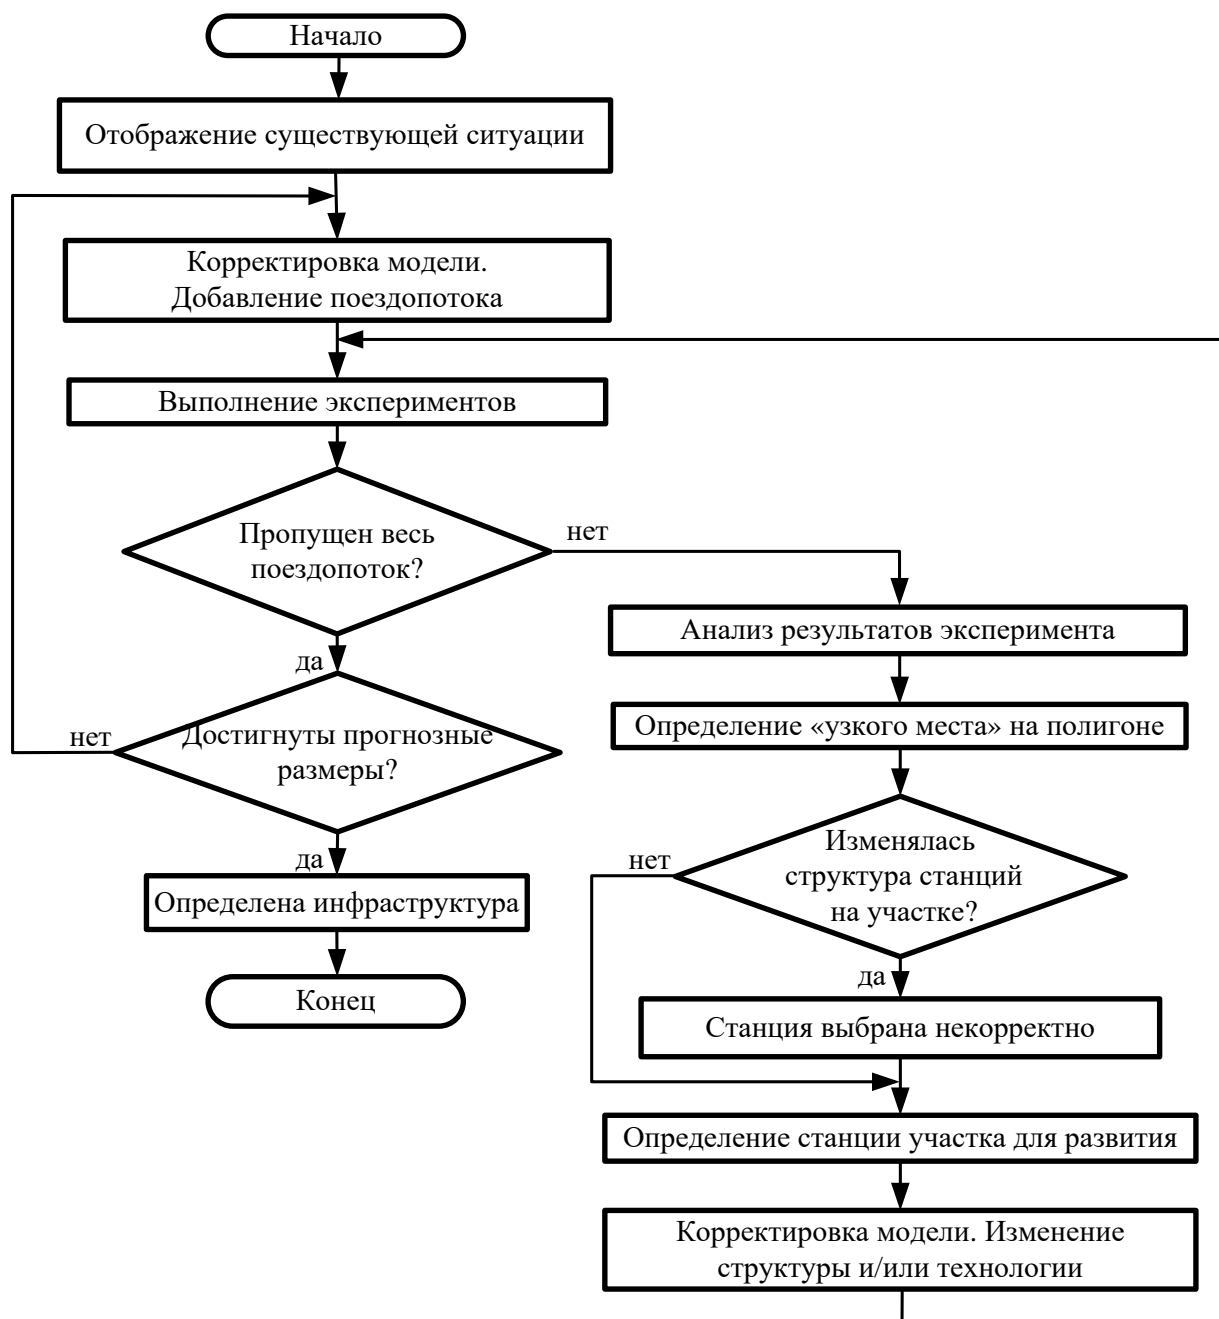 Начало
Отображение существующей ситуации
Корректировка модели.
Добавление поездопотока
Выполнение экспериментов
Пропущен весь
поездопоток?
нет
да
Достигнуты прогнозные
размеры?
нет
да
Определена инфраструктура
Конец
Анализ результатов эксперимента
Определение «узкого места» на полигоне
Изменялась
структура станций
на участке?
нет
да
Станция выбрана некорректно
Определение станции участка для развития
Корректировка модели. Изменение
структуры и/или технологии